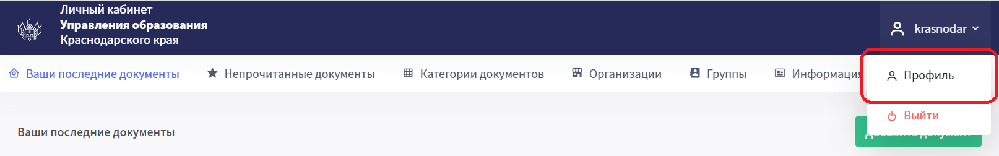 Личный кабинет
Управления образования
Краснодарского края
krasnodar
Ваши последние документы
Непрочитанные документы
Категории документов
Организации
Группы
Информация
Профиль
Выйти
Ваши последние документы